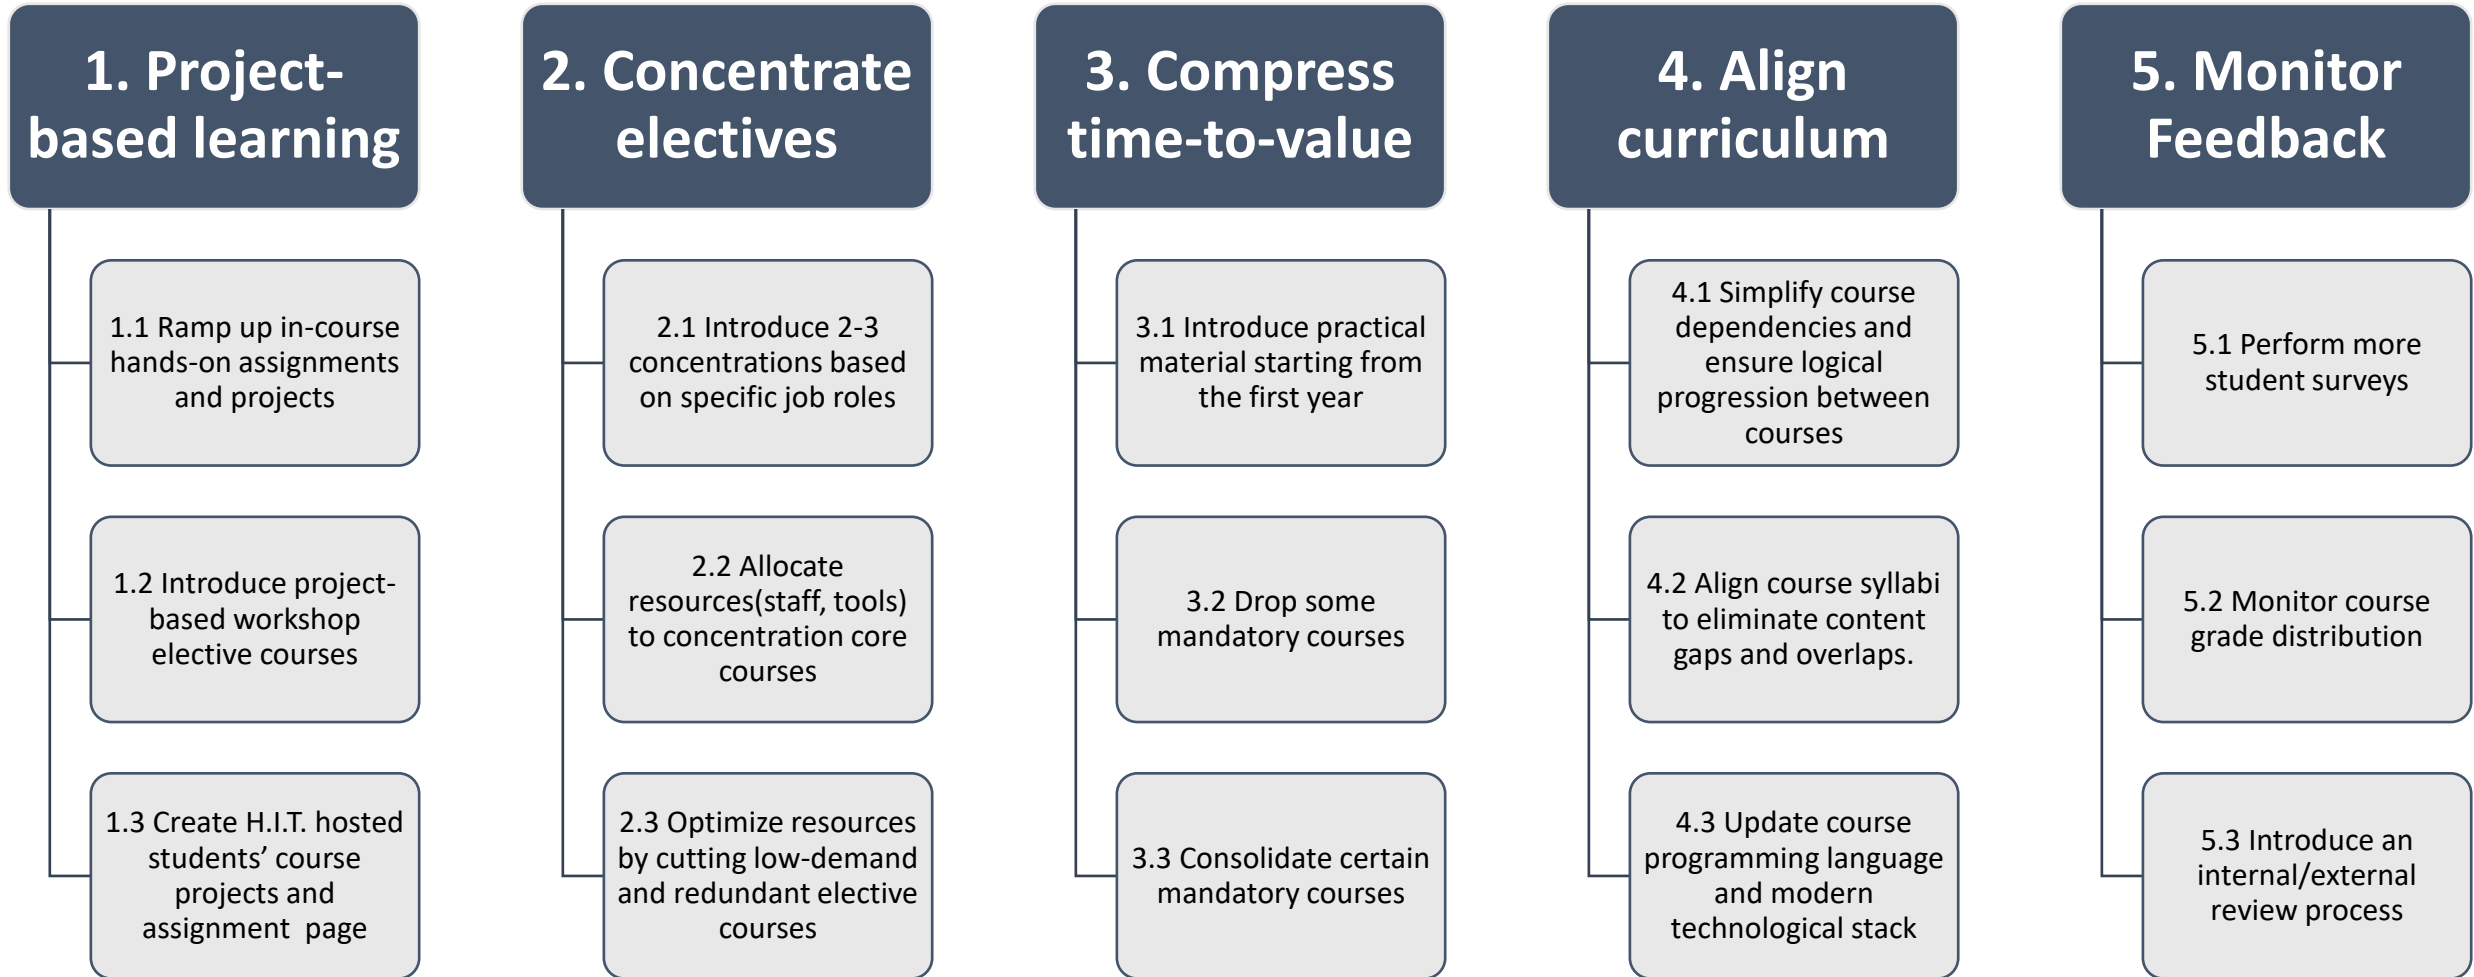 1. Project-
based learning
1.1 Ramp up in-course
hands-on assignments
and projects
1.2 Introduce project-
based workshop
elective courses
1.3 Create H.I.T. hosted
students’ course
projects and
assignment  page
2. Concentrate
electives
2.1 Introduce 2-3
concentrations based
on specific job roles
2.2 Allocate
resources(staff, tools)
to concentration core
courses
2.3 Optimize resources
by cutting low-demand
and redundant elective
courses
3. Compress
time-to-value
3.1 Introduce practical
material starting from
the first year
3.2 Drop some
mandatory courses
3.3 Consolidate certain
mandatory courses
4. Align
curriculum
4.1 Simplify course
dependencies and
ensure logical
progression between
courses
4.2 Align course syllabi
to eliminate content
gaps and overlaps.
4.3 Update course
programming language
and modern
technological stack
5. Monitor
Feedback
5.1 Perform more
student surveys
5.2 Monitor course
grade distribution
5.3 Introduce an
internal/external
review process